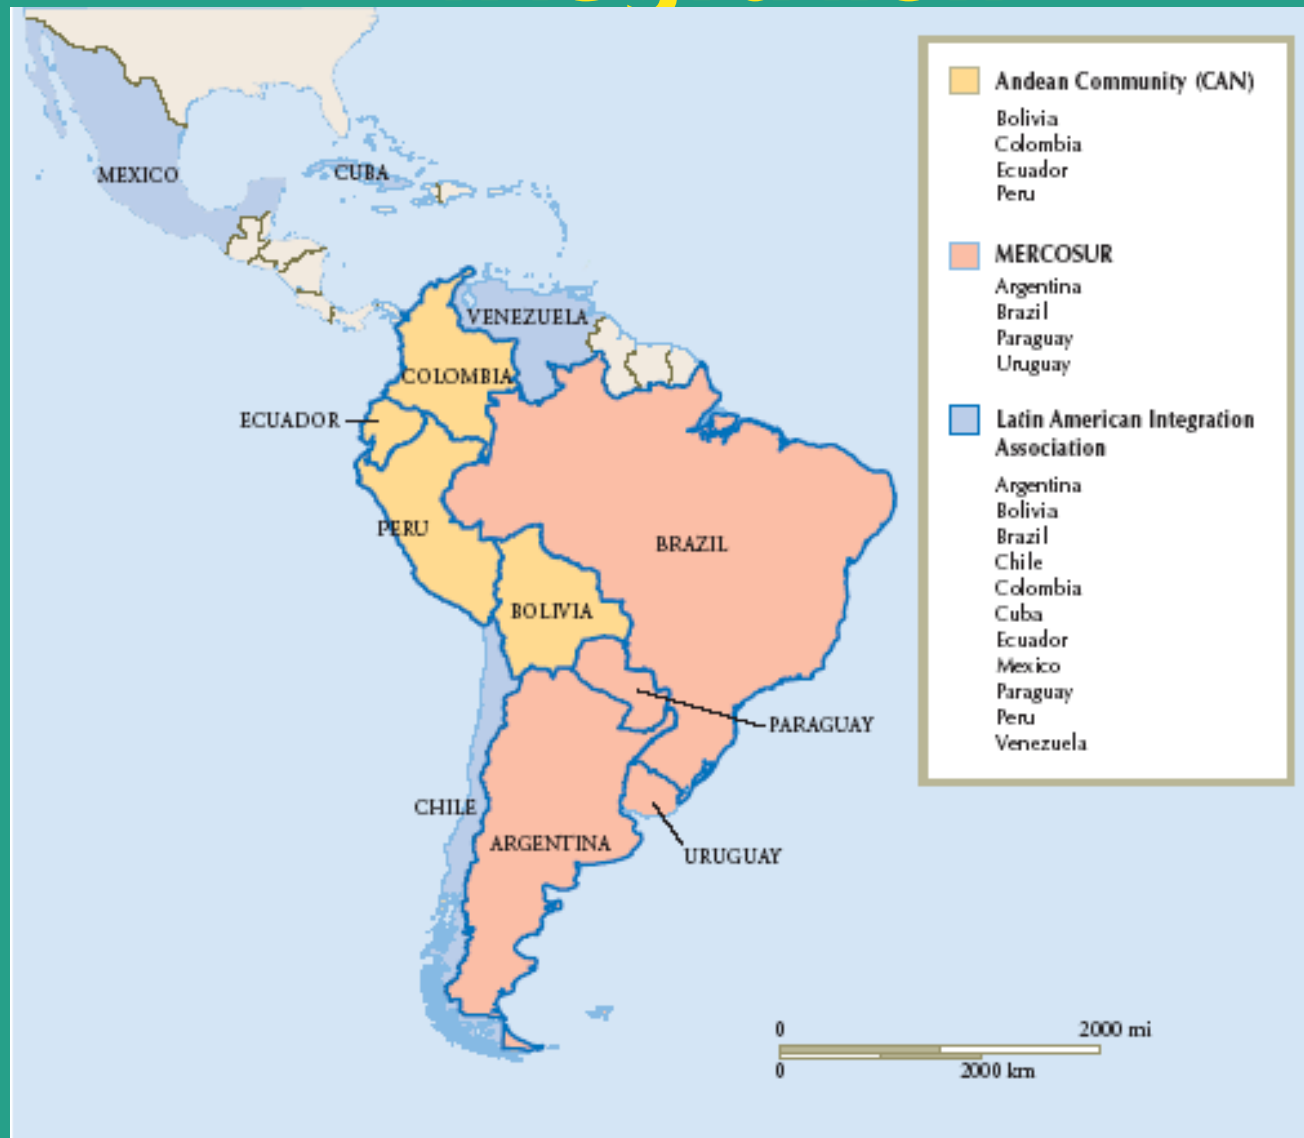 MEXICO
CUBA
VENEZUELA
COLOMBIA
ECUADOR
PERU
BRAZIL
BOLIVIA
PARAGUAY
CHILE
ARGENTINA
URUGUAY
Andean Community (CAN)
Bolivia
Colombia
Ecuador
Peru
MERCOSUR
Argentina
Brazil
Paraguay
Uruguay
Latin American Integration
Association
Argentina
Bolivia
Brazil
Chile
Colombia
Cuba
Ecuador
Mexico
Paraguay
Peru
Venezuela
0 2000 mi
0 2000 km